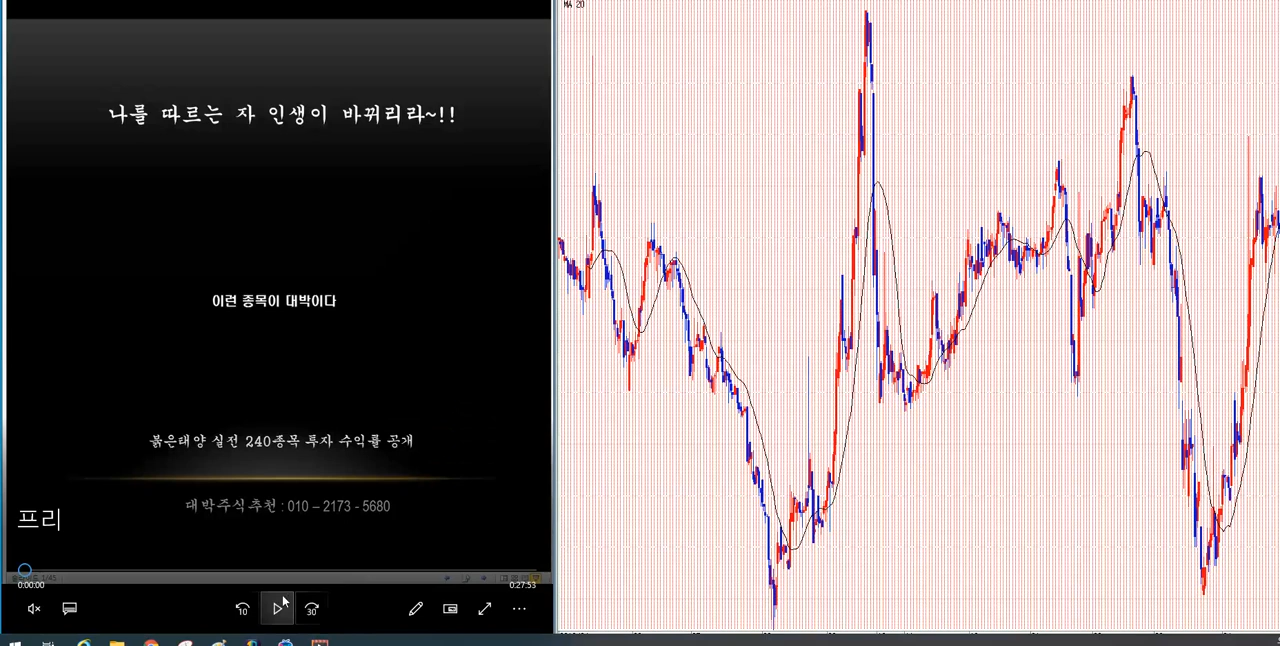 MA 20
나를 따르는 자 인생이 바뀌리라~!!
이런 종목이 대박이다
붉은태양 실전 240종목 투자 수익률 공개
대박주식추천 : 010 – 2173 - 5680
프리
0:00:00
0:27:53
10
30